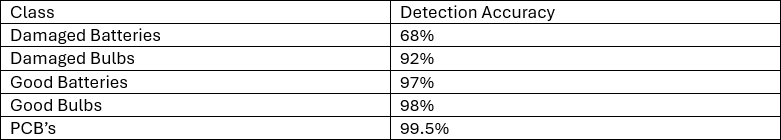 Class Detection Accuracy
Damaged Batteries 68%
Damaged Bulbs 92%
Good Batteries 97%
Good Bulbs 98%
PCB’s 99.5%